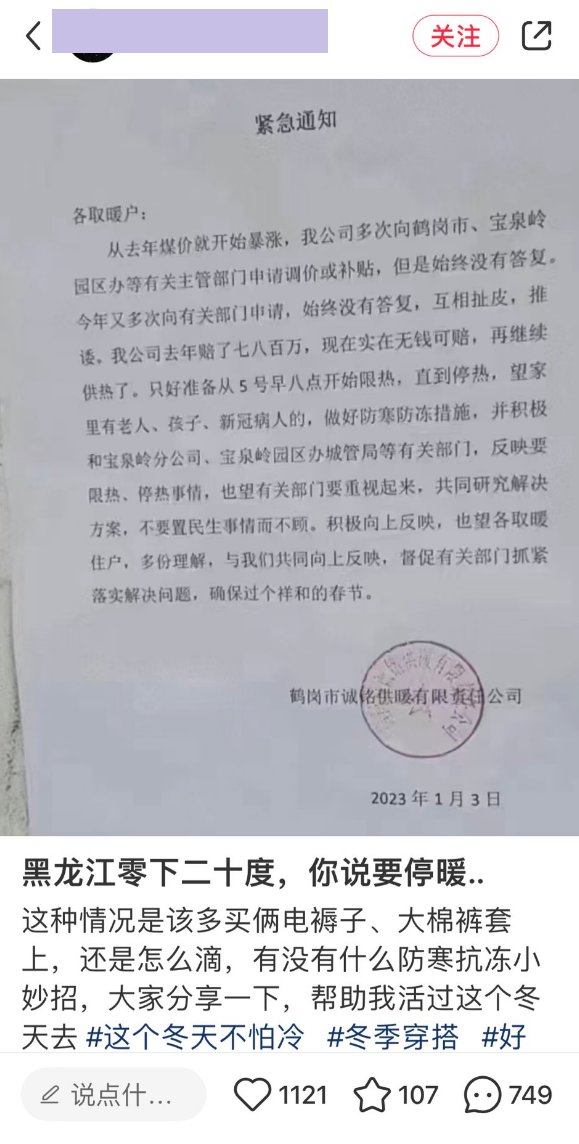 关注
紧急通知
各取暖户：
从去年煤价就开始暴涨，我公司多次向鹤岗市、宝泉岭
园区办等有关主管部门申请调价或补贴，但是始终没有答复。
今年又多次向有关部门申请，始终没有答复，互相扯皮，推
诿。我公司去年赔了七八百万，现在实在无钱可赔，再继续
供热了。只好准备从 5 号早八点开始限热，直到停热，望家
里有老人、孩子、新冠病人的，做好防寒防冻措施，并积极
和宝泉岭分公司、宝泉岭园区办城管局等有关部门，反映要
限热、停热事情，也望有关部门要重视起来，共同研究解决
方案，不要置民生事情而不顾。积极向上反映，也望各取暖
住户，多份理解，与我们共同向上反映，督促有关部门抓紧
落实解决问题，确保过个祥和的春节。
鹤岗市诚铭供暖有限责任公司
2023 年 1 月 3 日
黑龙江零下二十度，你说要停暖..
这种情况是该多买俩电褥子、大棉裤套
上，还是怎么滴，有没有什么防寒抗冻小
妙招，大家分享一下，帮助我活过这个冬
天去 #这个冬天不怕冷 #冬季穿搭 #好
说点什... 1121 107 749